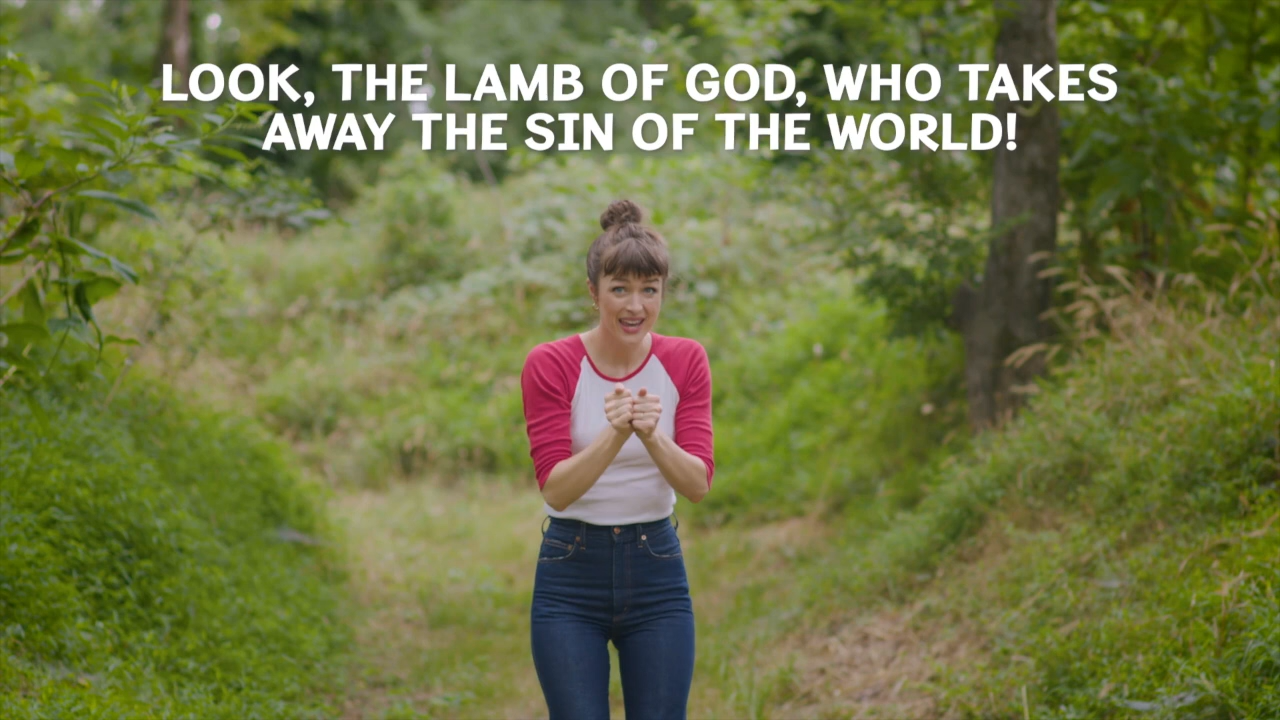 LOOK, THE LAMB OF GOD, WHO TAKES
AWAY THE SIN OF THE WORLD!